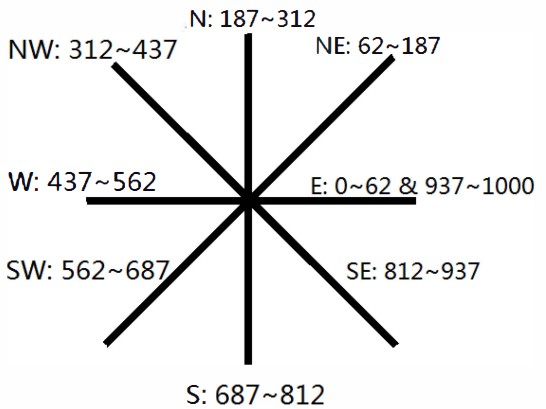 N: 187~312
NW: 312~437
NE: 62~187
W: 437~562
E: 0~62 & 937~1000
SW: 562~687
SE: 812~937
S: 687~812